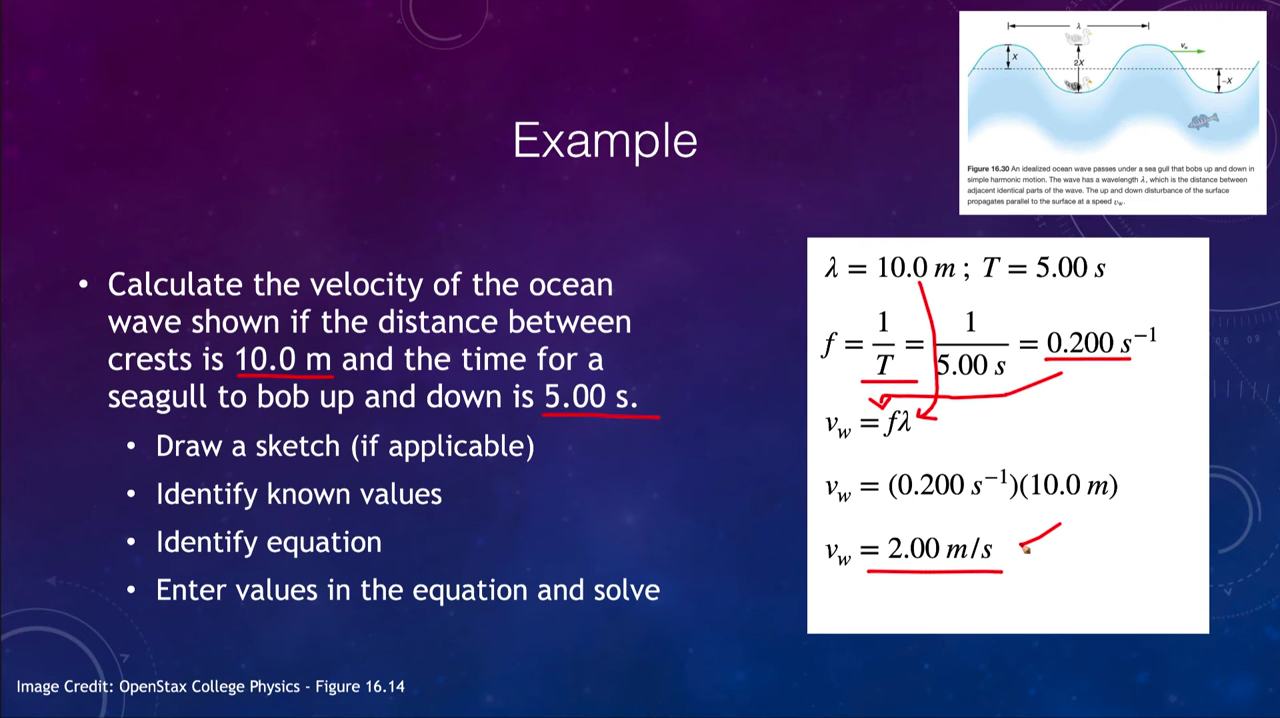 λ
X
2X
v_w
-X
Figure 16.30 An idealized ocean wave passes under a sea gull that bobs up and down in
simple harmonic motion. The wave has a wavelength λ, which is the distance between
adjacent identical parts of the wave. The up and down disturbance of the surface
propagates parallel to the surface at a speed v_w.
Example
• Calculate the velocity of the ocean
wave shown if the distance between
crests is 10.0 m and the time for a
seagull to bob up and down is 5.00 s.
• Draw a sketch (if applicable)
• Identify known values
• Identify equation
• Enter values in the equation and solve
λ = 10.0 m ; T = 5.00 s
f = 1/T = 1/5.00 s = 0.200 s⁻¹
v_w = fλ
v_w = (0.200 s⁻¹)(10.0 m)
v_w = 2.00 m/s
Image Credit: OpenStax College Physics - Figure 16.14